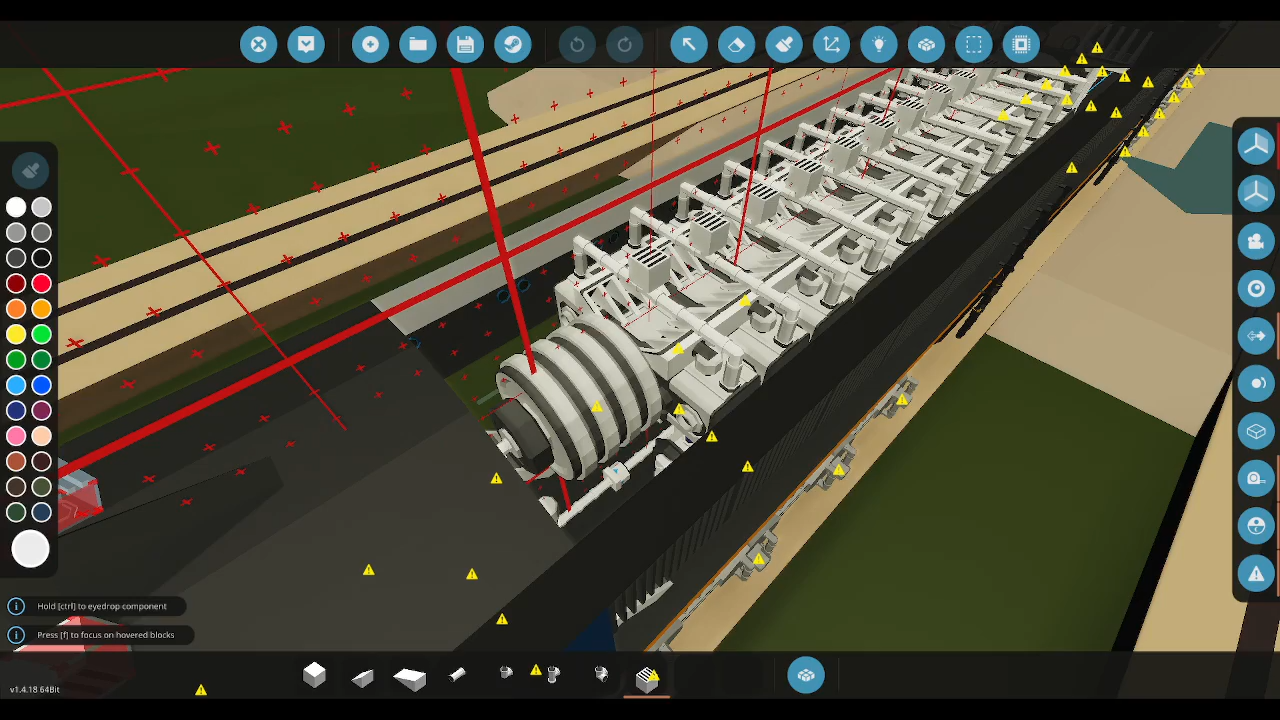 Hold [ctrl] to eyedrop component
Press [f] to focus on hovered blocks
v1.4.18 64Bit